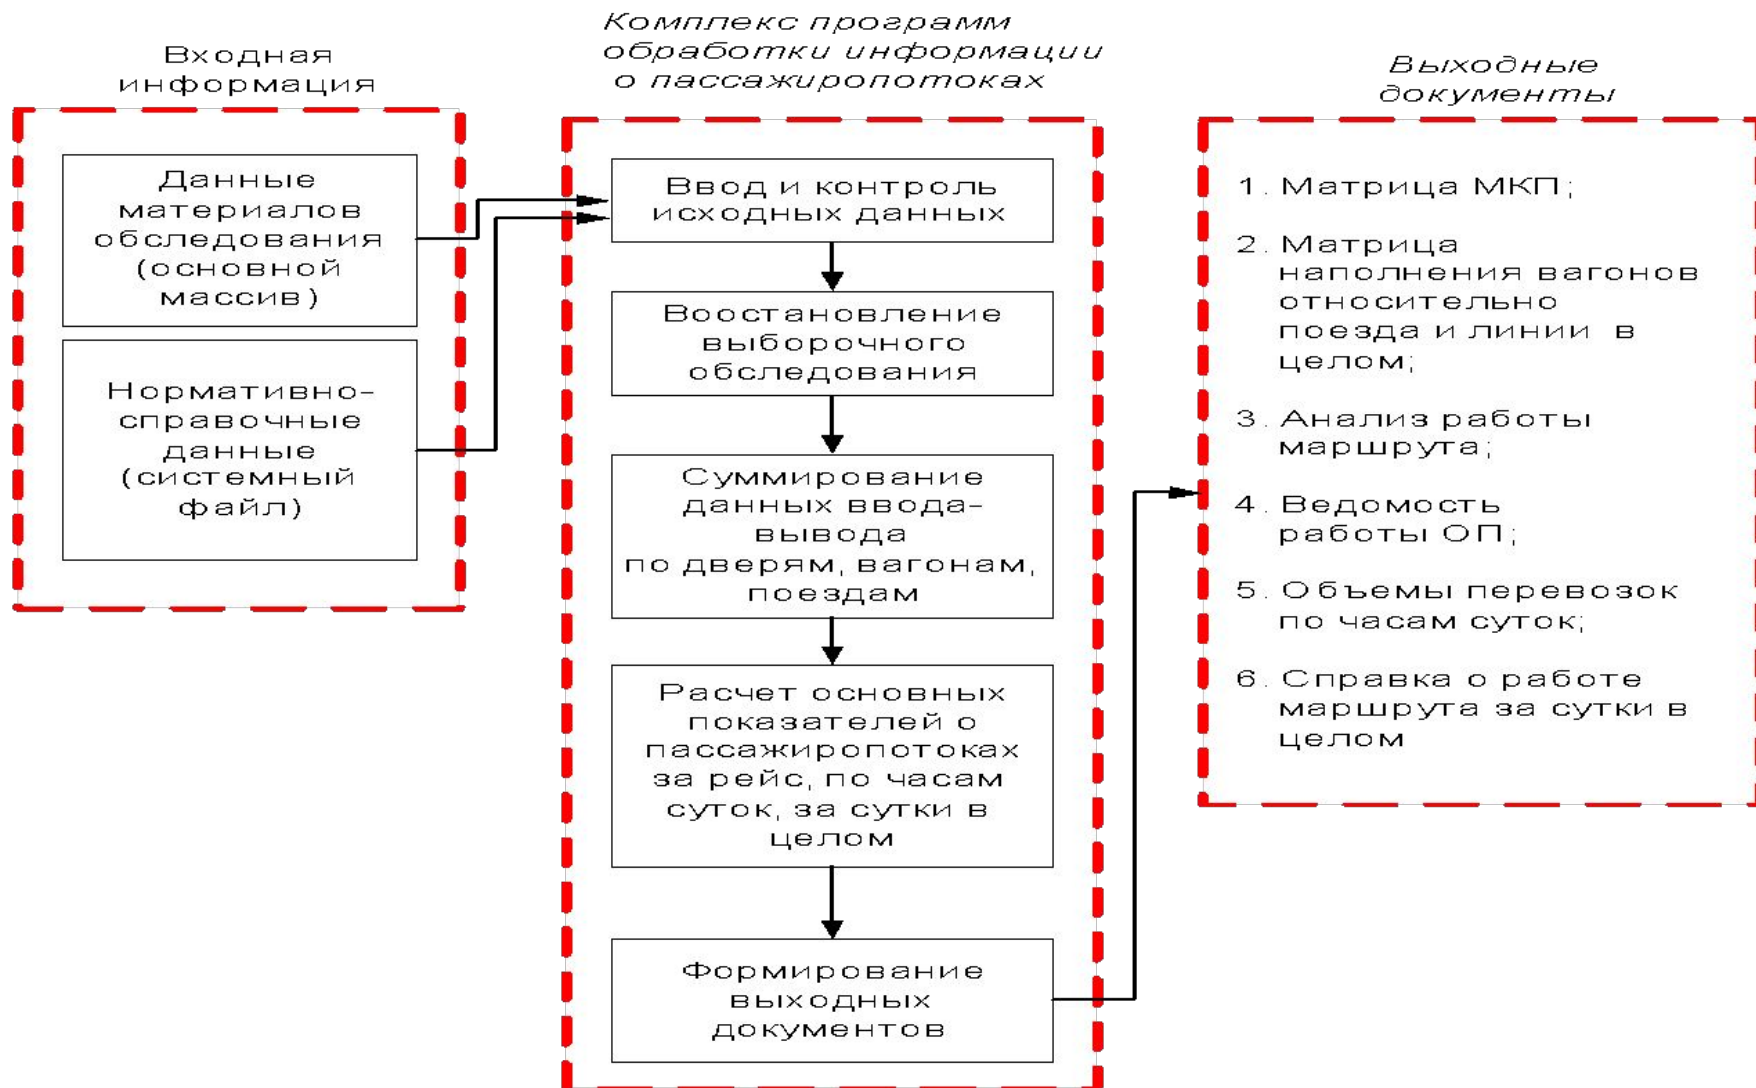 Входная
информация
Данные
материалов
обследования
(основной
массив)
Нормативно-
справочные
данные
(системный
файл)
Комплекс программ
обработки информации
о пассажиропотоках
Ввод и контроль
исходных данных
Воостановление
выборочного
обследования
Суммирование
данных ввода-
вывода
по дверям, вагонам,
поездам
Расчет основных
показателей о
пассажиропотоках
за рейс, по часам
суток, за сутки в
целом
Формирование
выходных
документов
Выходные
документы
1. Матрица МКП;
2. Матрица
наполнения вагонов
относительно
поезда и линии в
целом;
3. Анализ работы
маршрута;
4. Ведомость
работы ОП;
5. Объемы перевозок
по часам суток;
6. Справка о работе
маршрута за сутки в
целом